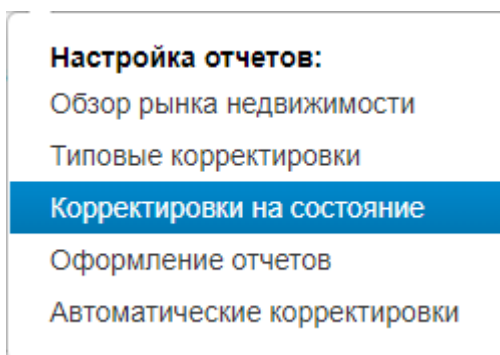 Настройка отчетов:
Обзор рынка недвижимости
Типовые корректировки
Корректировки на состояние
Оформление отчетов
Автоматические корректировки